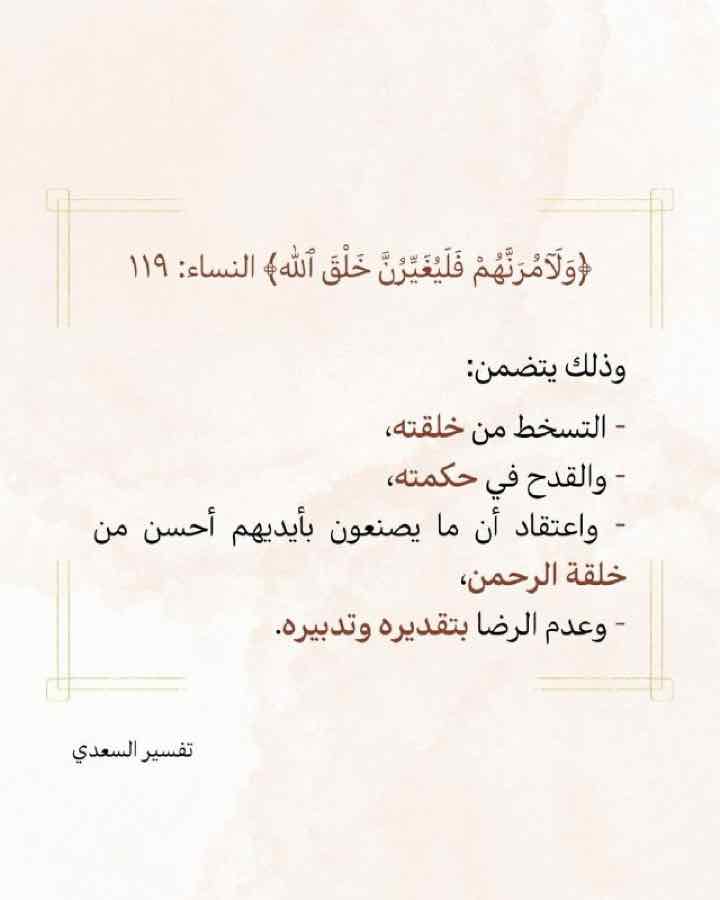 ﴿وَلَآمُرَنَّهُمْ فَلَيُغَيِّرُنَّ خَلْقَ ٱللَّه﴾ النساء: ١١٩
وذلك يتضمن:
- التسخط من خلقته،
- والقدح في حكمته،
- واعتقاد أن ما يصنعون بأيديهم أحسن من
خلقة الرحمن،
- وعدم الرضا بتقديره وتدبيره.
تفسير السعدي